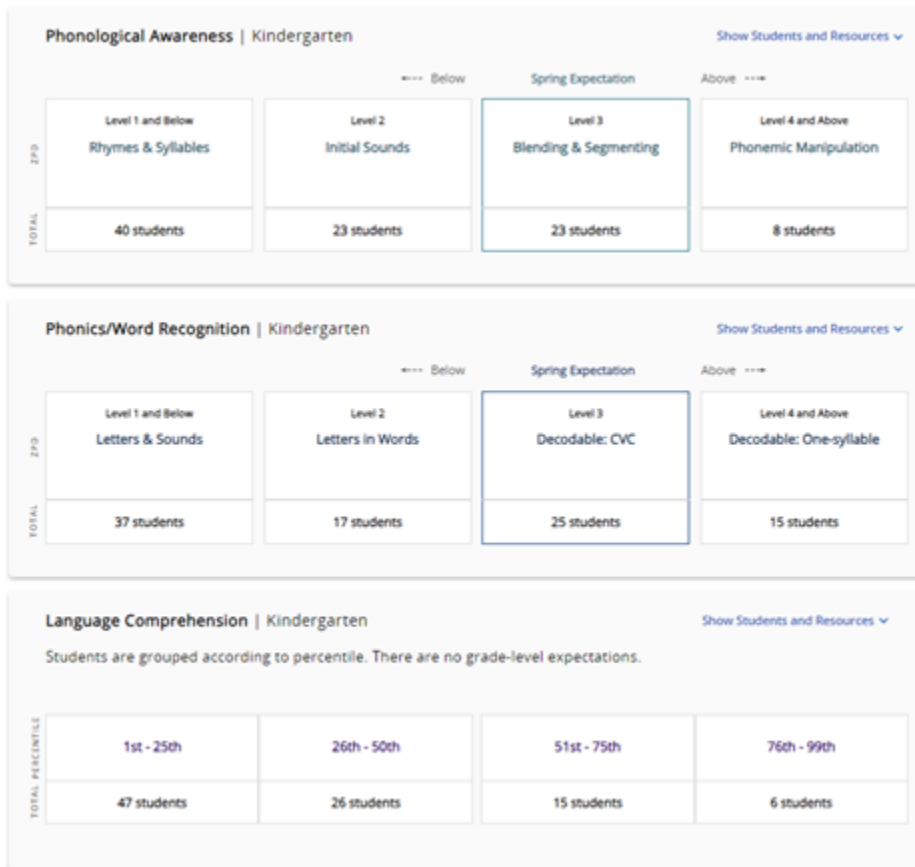 Phonological Awareness | Kindergarten
Show Students and Resources
Below
Spring Expectation
Above
Level 1 and Below
Level 2
Level 3
Level 4 and Above
ZPD
Rhymes & Syllables
Initial Sounds
Blending & Segmenting
Phonemic Manipulation
TOTAL
40 students
23 students
23 students
8 students
Phonics/Word Recognition | Kindergarten
Show Students and Resources
Below
Spring Expectation
Above
Level 1 and Below
Level 2
Level 3
Level 4 and Above
ZPD
Letters & Sounds
Letters in Words
Decodable: CVC
Decodable: One-syllable
TOTAL
37 students
17 students
25 students
15 students
Language Comprehension | Kindergarten
Show Students and Resources
Students are grouped according to percentile. There are no grade-level expectations.
PERCENTILE
1st - 25th
26th - 50th
51st - 75th
76th - 99th
TOTAL
47 students
26 students
15 students
6 students